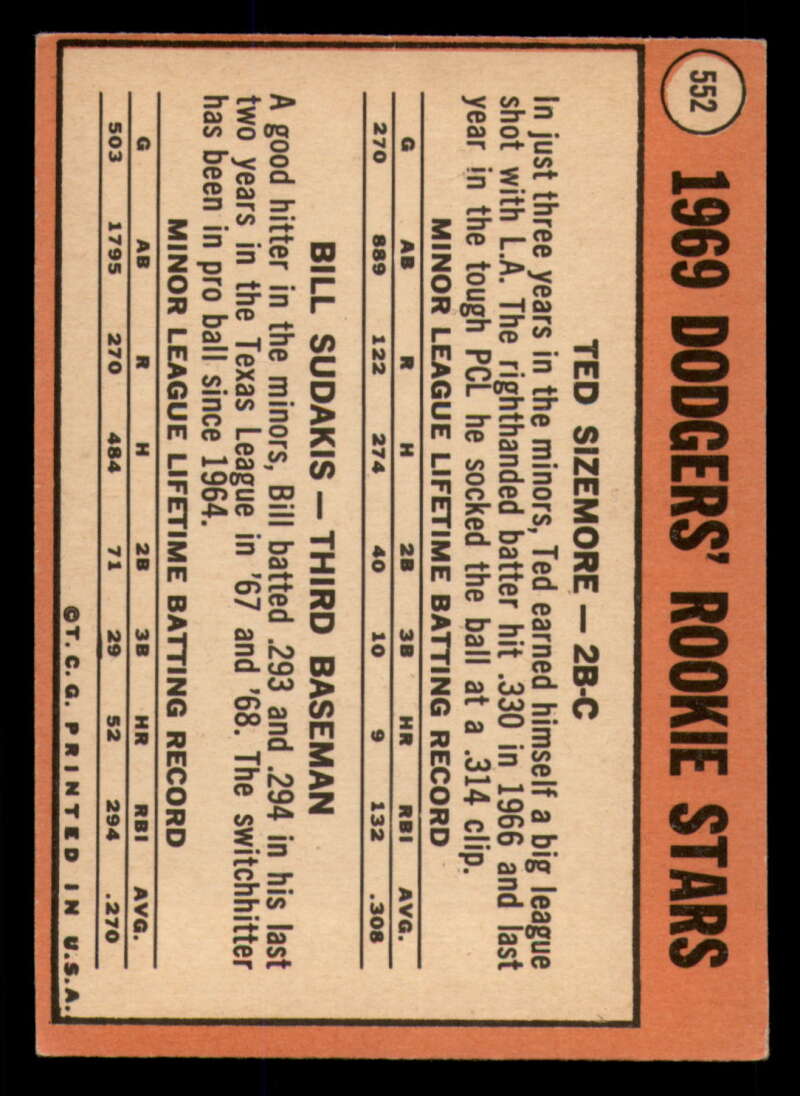 552
1969 DODGERS' ROOKIE STARS
TED SIZEMORE — 2B-C
In just three years in the minors, Ted earned himself a big league
shot with L.A. The righthanded batter hit .330 in 1966 and last
year in the tough PCL he socked the ball at a .314 clip.
MINOR LEAGUE LIFETIME BATTING RECORD
G AB R H 2B 3B HR RBI AVG.
270 889 122 274 40 10 9 132 .308
BILL SUDAKIS — THIRD BASEMAN
A good hitter in the minors, Bill batted .293 and .294 in his last
two years in the Texas League in '67 and '68. The switchhitter
has been in pro ball since 1964.
MINOR LEAGUE LIFETIME BATTING RECORD
G AB R H 2B 3B HR RBI AVG.
503 1795 270 484 71 29 52 294 .270
©T.C.G. PRINTED IN U.S.A.